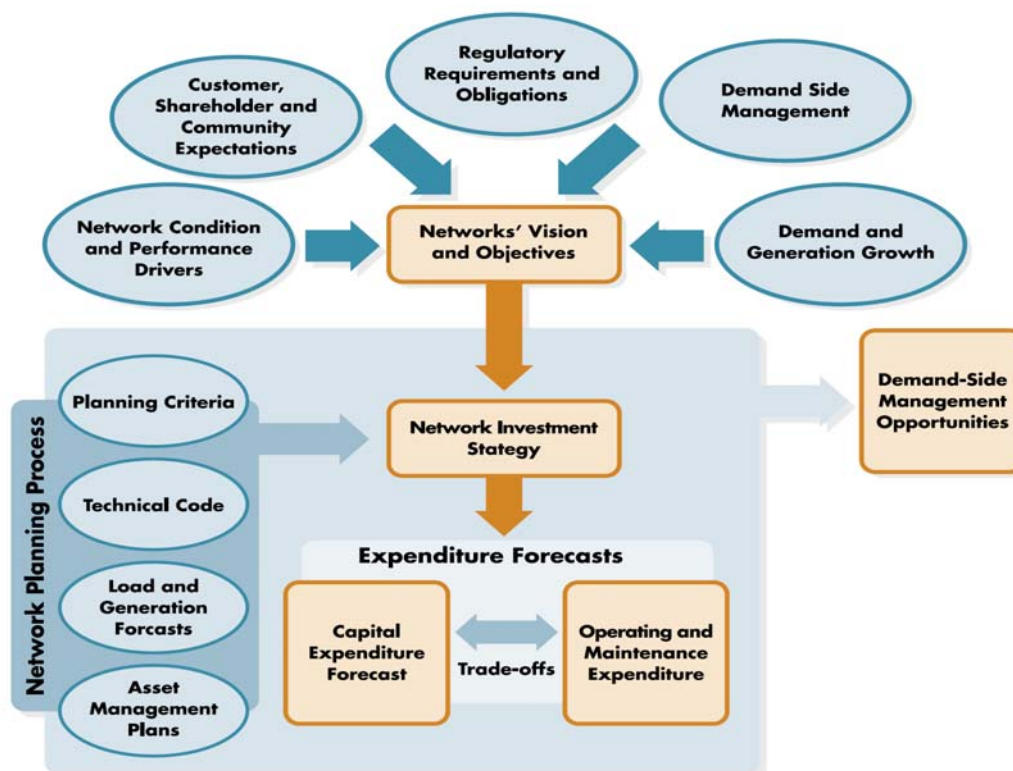 Regulatory
Requirements and
Obligations
Customer,
Shareholder and
Community
Expectations
Demand Side
Management
Network Condition
and Performance
Drivers
Networks' Vision
and Objectives
Demand and
Generation Growth
Network Planning Process
Planning Criteria
Technical Code
Load and
Generation
Forcasts
Asset
Management
Plans
Network Investment
Stategy
Expenditure Forecasts
Capital
Expenditure
Forecast
Trade-offs
Operating and
Maintenance
Expenditure
Demand-Side
Management
Opportunities